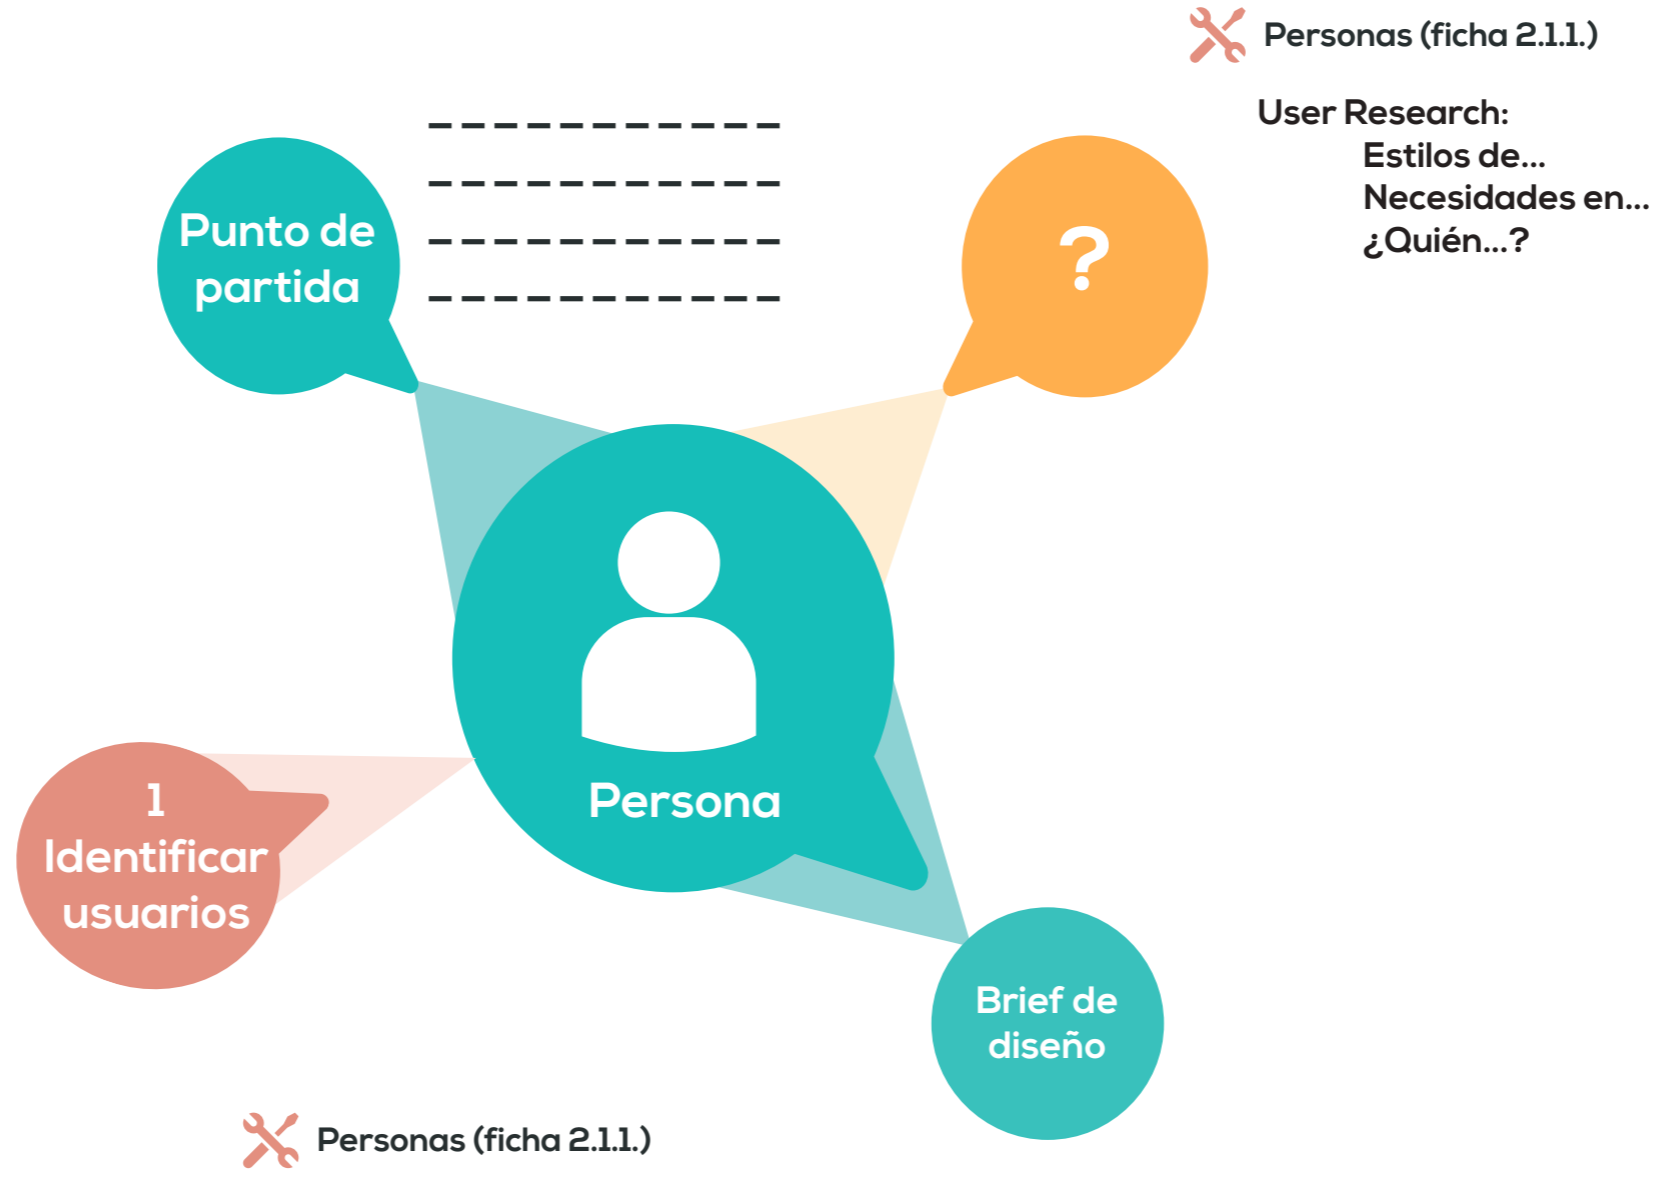 Personas (ficha 2.1.1.)
User Research:
Estilos de...
Necesidades en...
¿Quién...?
Punto de
partida
?
Persona
1
Identificar
usuarios
Brief de
diseño
Personas (ficha 2.1.1.)